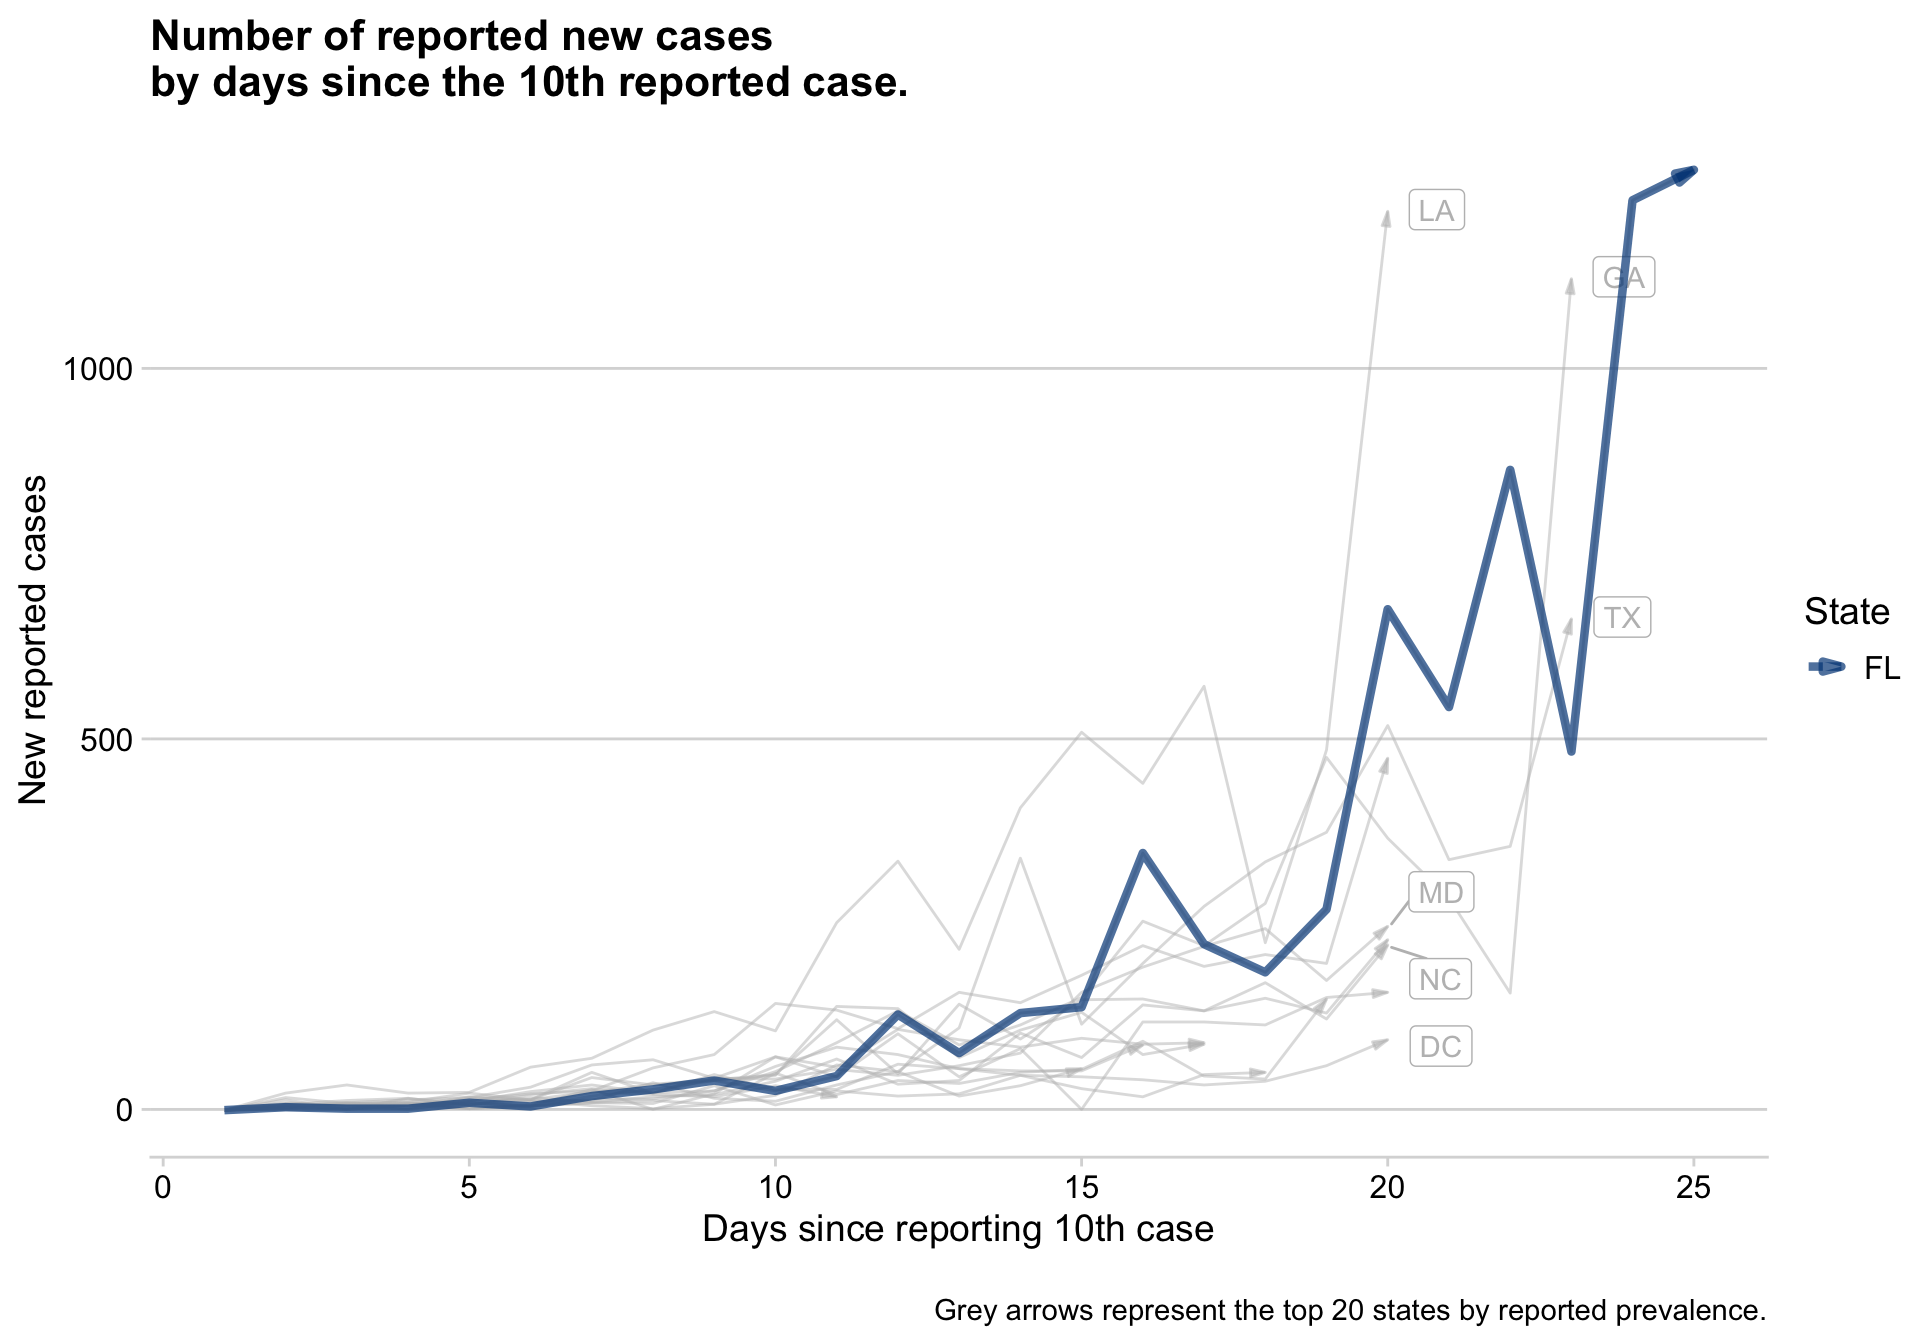 Number of reported new cases
by days since the 10th reported case.
LA
GA
1000
TX
State
FL
500
MD
NC
DC
0
New reported cases
0 5 10 15 20 25
Days since reporting 10th case
Grey arrows represent the top 20 states by reported prevalence.